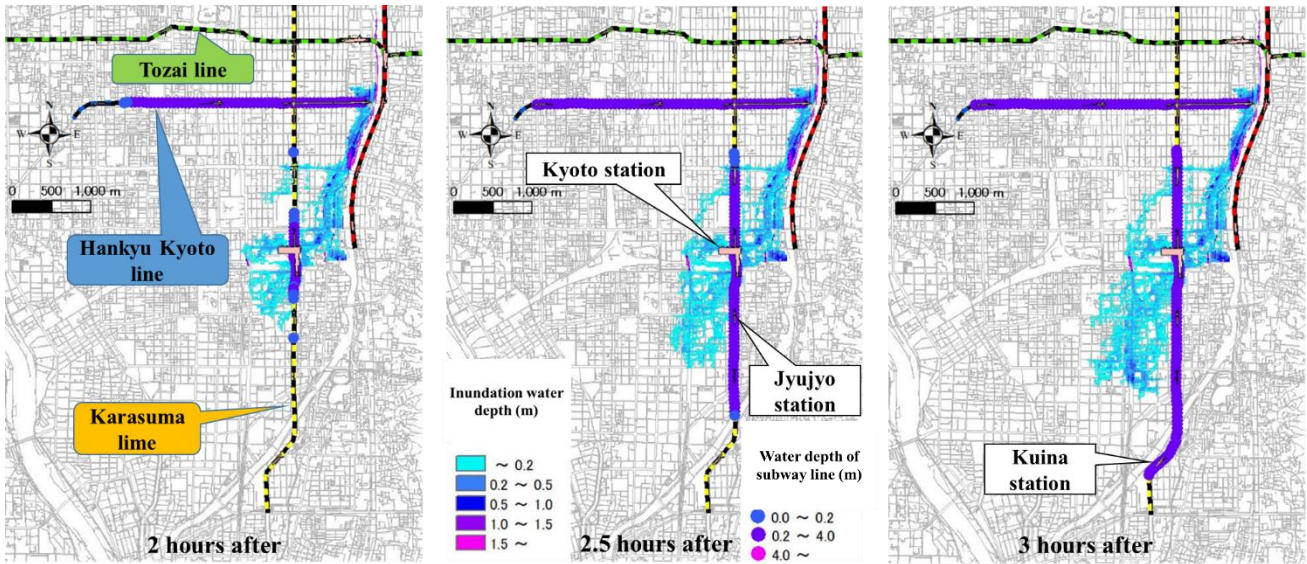 Tozai line
W
E
S
0 500 1,000 m
Hankyu Kyoto
line
Karasuma
lime
2 hours after
W
E
S
0 500 1,000 m
Kyoto station
Jyujyo
station
Inundation water
depth (m)
~ 0.2
0.2 ~ 0.5
0.5 ~ 1.0
1.0 ~ 1.5
1.5 ~
Water depth of
subway line (m)
0.0 ~ 0.2
0.2 ~ 4.0
4.0 ~
2.5 hours after
W
E
S
0 500 1,000 m
Kuina
station
3 hours after